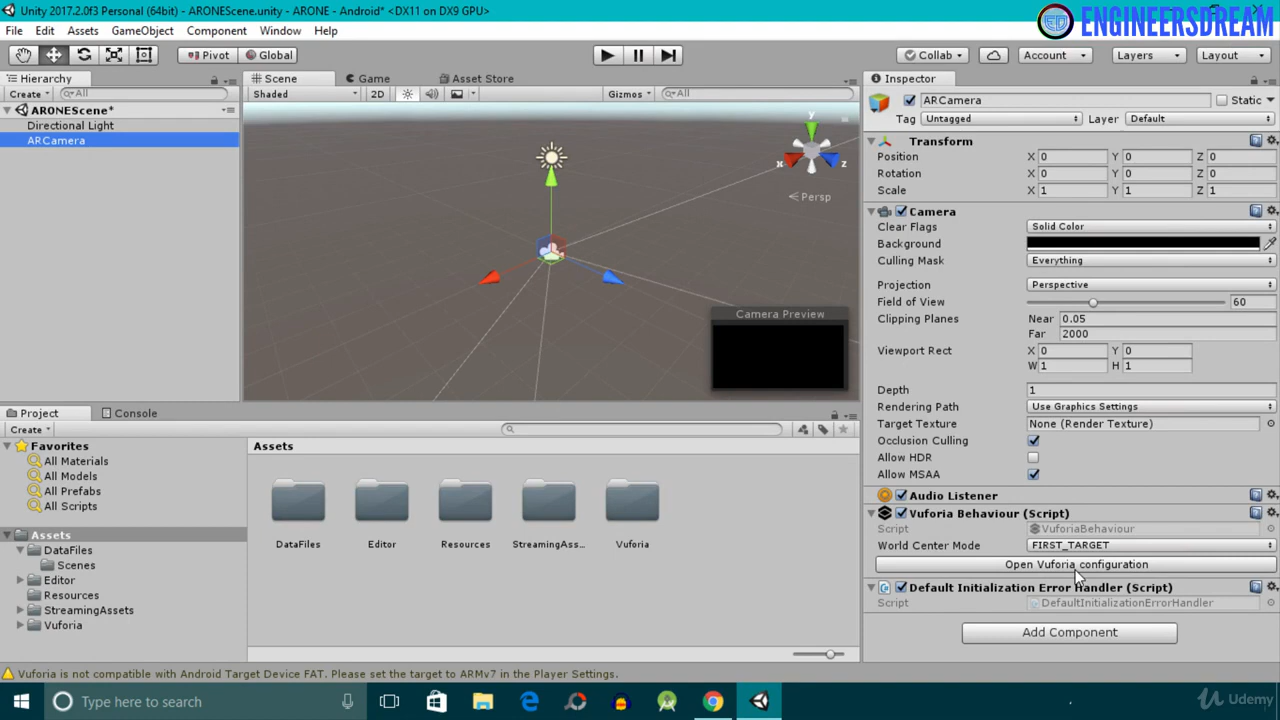 Unity 2017.2.0f3 Personal (64bit) - ARONEScene.unity - ARONE - Android* <DX11 on DX9 GPU>
ENGINEERSDREAM
File Edit Assets GameObject Component Window Help
Pivot Global Collab Account Layers Layout
Hierarchy
Create All
ARONEScene*
Directional Light
ARCamera
Scene Game Asset Store
Shaded 2D Gizmos All
y
x z
Persp
Camera Preview
Inspector
ARCamera Static
Tag Untagged Layer Default
Transform
Position X 0 Y 0 Z 0
Rotation X 0 Y 0 Z 0
Scale X 1 Y 1 Z 1
Camera
Clear Flags Solid Color
Background
Culling Mask Everything
Projection Perspective
Field of View 60
Clipping Planes Near 0.05
Far 2000
Viewport Rect X 0 Y 0
W 1 H 1
Depth 1
Rendering Path Use Graphics Settings
Target Texture None (Render Texture)
Occlusion Culling
Allow HDR
Allow MSAA
Audio Listener
Vuforia Behaviour (Script)
Script VuforiaBehaviour
World Center Mode FIRST_TARGET
Open Vuforia configuration
Default Initialization Error Handler (Script)
Script DefaultInitializationErrorHandler
Add Component
Project Console
Create
Favorites
All Materials
All Models
All Prefabs
All Scripts
Assets
DataFiles
Scenes
Editor
Resources
StreamingAssets
Vuforia
Assets
DataFiles Editor Resources StreamingAss... Vuforia
Vuforia is not compatible with Android Target Device FAT. Please set the target to ARMv7 in the Player Settings.
Type here to search
Udemy